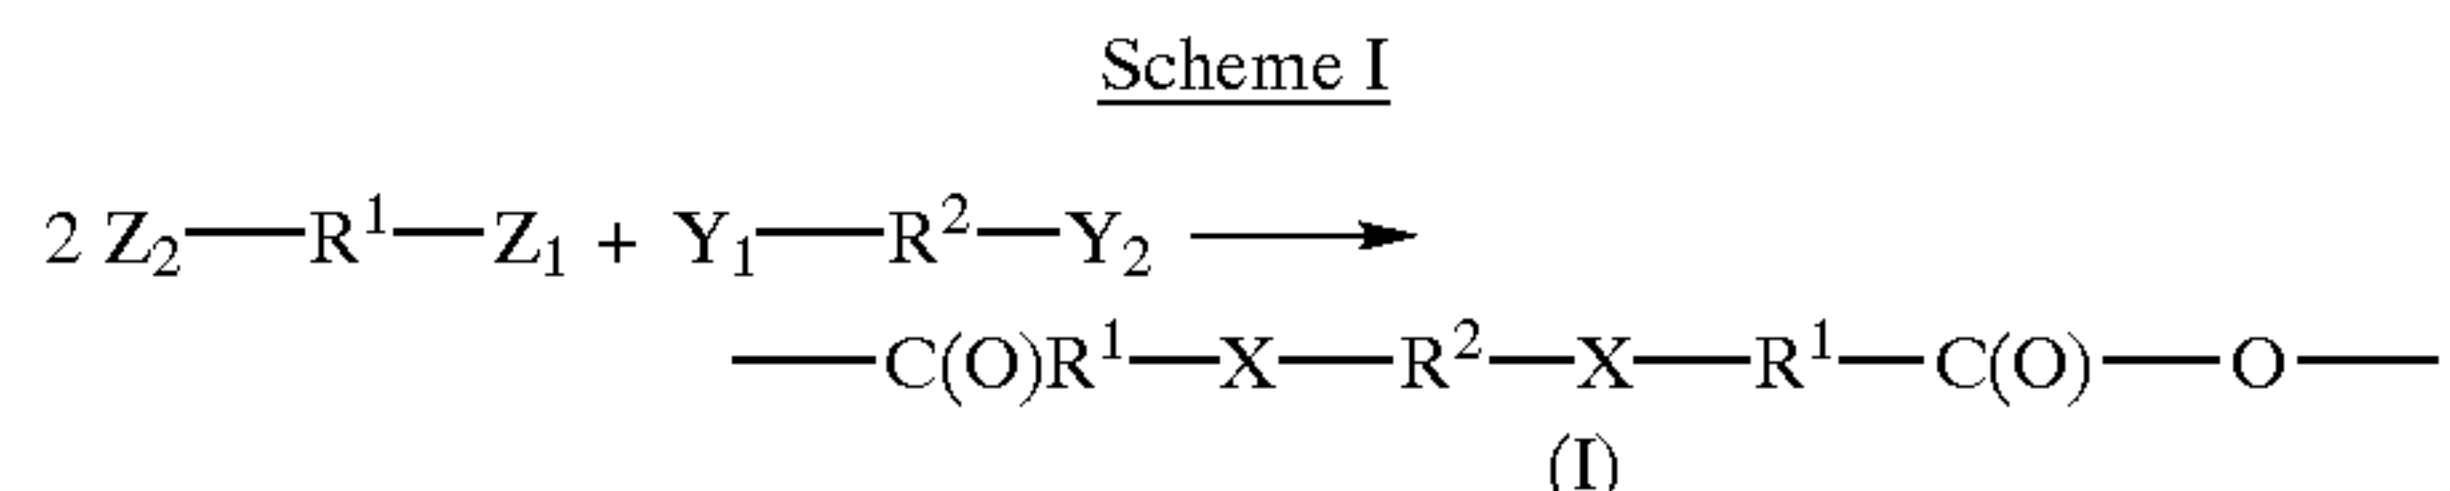 Scheme I
2 Z₂—R¹—Z₁ + Y₁—R²—Y₂ ⟶
—C(O)R¹—X—R²—X—R¹—C(O)—O—
(I)